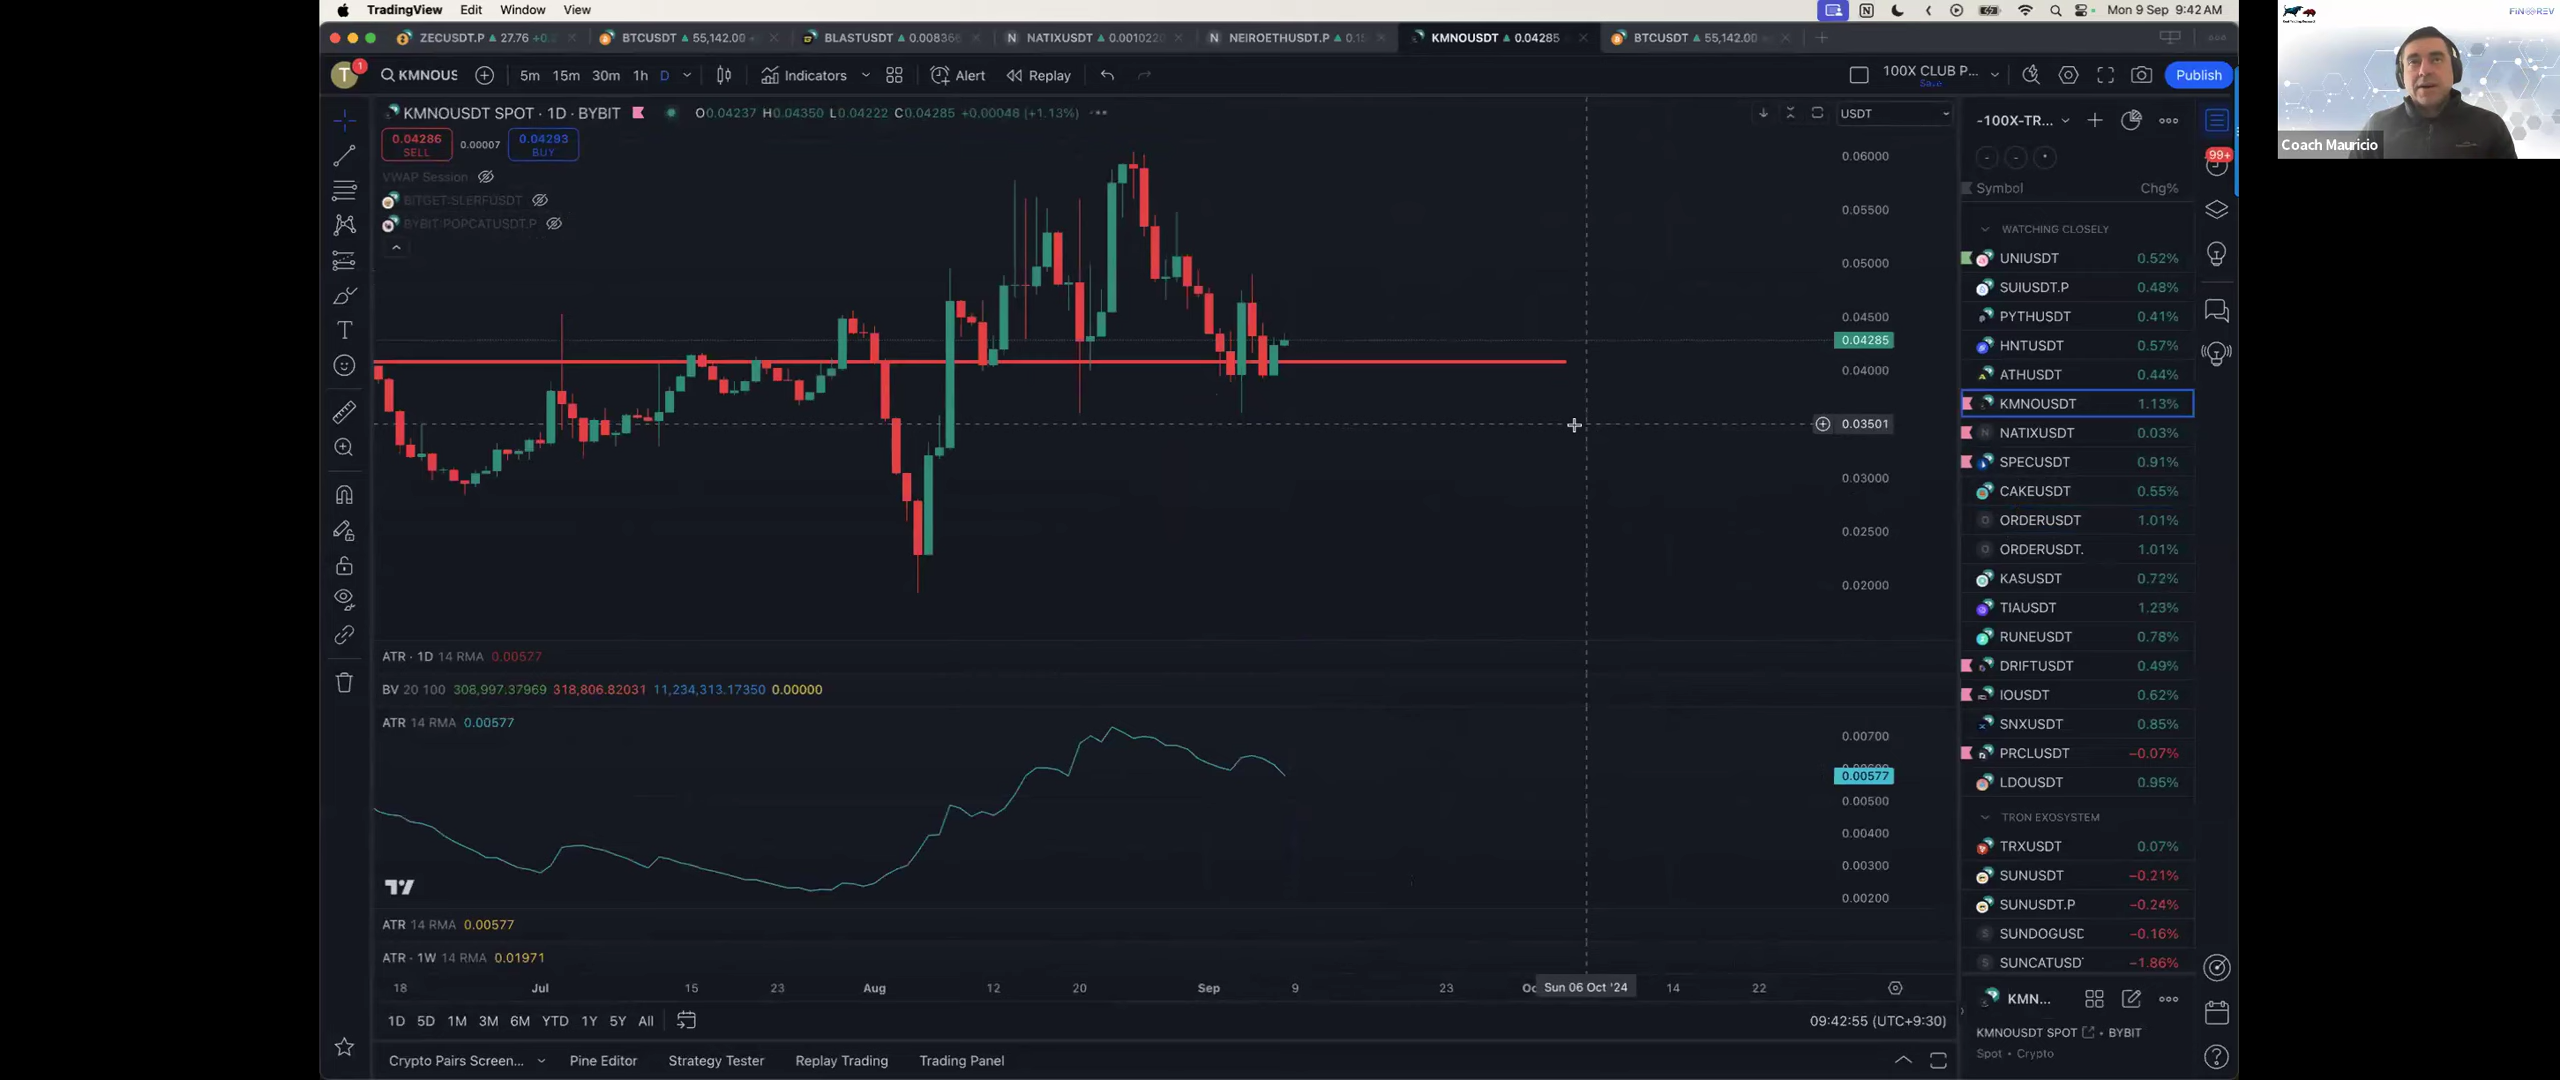 TradingView Edit Window View Mon 9 Sep 9:42 AM
ZECUSDT.P ▲ 27.76 BTCUSDT ▲ 55,142.00 BLASTUSDT ▲ NATIXUSDT ▲ NEIROETHUSDT.P ▲ KMNOUSDT ▲ 0.04285 BTCUSDT ▲ 55,142.00
T 1 KMNOUS 5m 15m 30m 1h D Indicators Alert Replay 100X CLUB P... Save Publish
KMNOUSDT SPOT · 1D · BYBIT O0.04237 H0.04350 L0.04222 C0.04285 +0.00048 (+1.13%) USDT
0.04286 SELL 0.00007 0.04293 BUY
VWAP Session
BITGET:SLERFUSDT
BYBIT:POPCATUSDT.P
0.06000
0.05500
0.05000
0.04500
0.04285
0.04000
0.03501
0.03000
0.02500
0.02000
ATR · 1D 14 RMA 0.00577
BV 20 100 308,997.37969 318,806.82031 11,234,313.17350 0.00000
ATR 14 RMA 0.00577
0.00700
0.00577
0.00500
0.00400
0.00300
0.00200
ATR 14 RMA 0.00577
ATR · 1W 14 RMA 0.01971
18 Jul 15 23 Aug 12 20 Sep 9 23 Sun 06 Oct '24 14 22
1D 5D 1M 3M 6M YTD 1Y 5Y All 09:42:55 (UTC+9:30)
Crypto Pairs Screen... Pine Editor Strategy Tester Replay Trading Trading Panel
-100X-TR...
99+
Symbol Chg%
WATCHING CLOSELY
UNIUSDT 0.52%
SUIUSDT.P 0.48%
PYTHUSDT 0.41%
HNTUSDT 0.57%
ATHUSDT 0.44%
KMNOUSDT 1.13%
NATIXUSDT 0.03%
SPECUSDT 0.91%
CAKEUSDT 0.55%
ORDERUSDT 1.01%
ORDERUSDT. 1.01%
KASUSDT 0.72%
TIAUSDT 1.23%
RUNEUSDT 0.78%
DRIFTUSDT 0.49%
IOUSDT 0.62%
SNXUSDT 0.85%
PRCLUSDT −0.07%
LDOUSDT 0.95%
TRON EXOSYSTEM
TRXUSDT 0.07%
SUNUSDT −0.21%
SUNUSDT.P −0.24%
SUNDOGUSD −0.16%
SUNCATUSD −1.86%
KMN...
KMNOUSDT SPOT · BYBIT
Spot · Crypto
Coach Mauricio